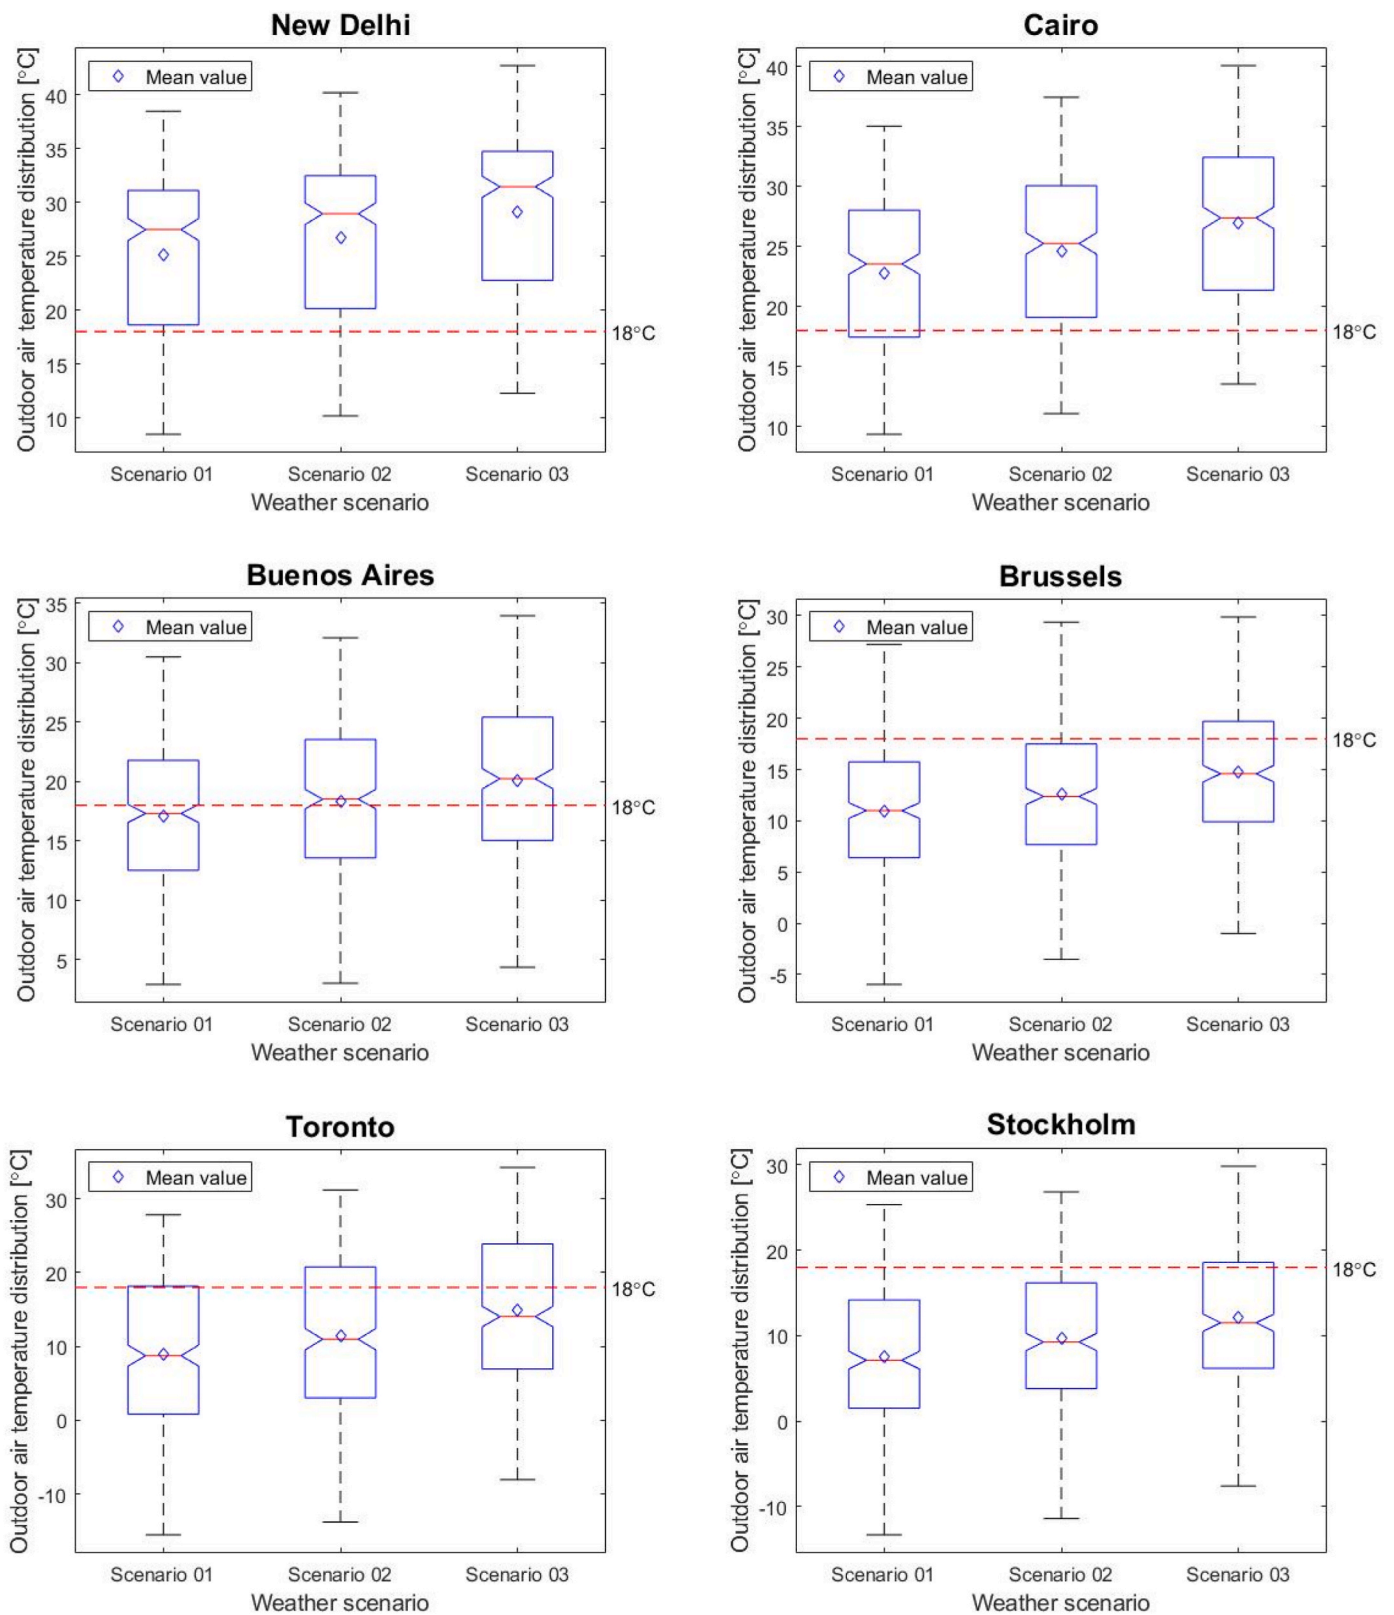 New Delhi
Outdoor air temperature distribution [°C]
Mean value
40
35
30
25
20
15
10
18°C
Scenario 01 Scenario 02 Scenario 03
Weather scenario
Cairo
Outdoor air temperature distribution [°C]
Mean value
40
35
30
25
20
15
10
18°C
Scenario 01 Scenario 02 Scenario 03
Weather scenario
Buenos Aires
Outdoor air temperature distribution [°C]
Mean value
35
30
25
20
15
10
5
18°C
Scenario 01 Scenario 02 Scenario 03
Weather scenario
Brussels
Outdoor air temperature distribution [°C]
Mean value
30
25
20
15
10
5
0
-5
18°C
Scenario 01 Scenario 02 Scenario 03
Weather scenario
Toronto
Outdoor air temperature distribution [°C]
Mean value
30
20
10
0
-10
18°C
Scenario 01 Scenario 02 Scenario 03
Weather scenario
Stockholm
Outdoor air temperature distribution [°C]
Mean value
30
20
10
0
-10
18°C
Scenario 01 Scenario 02 Scenario 03
Weather scenario